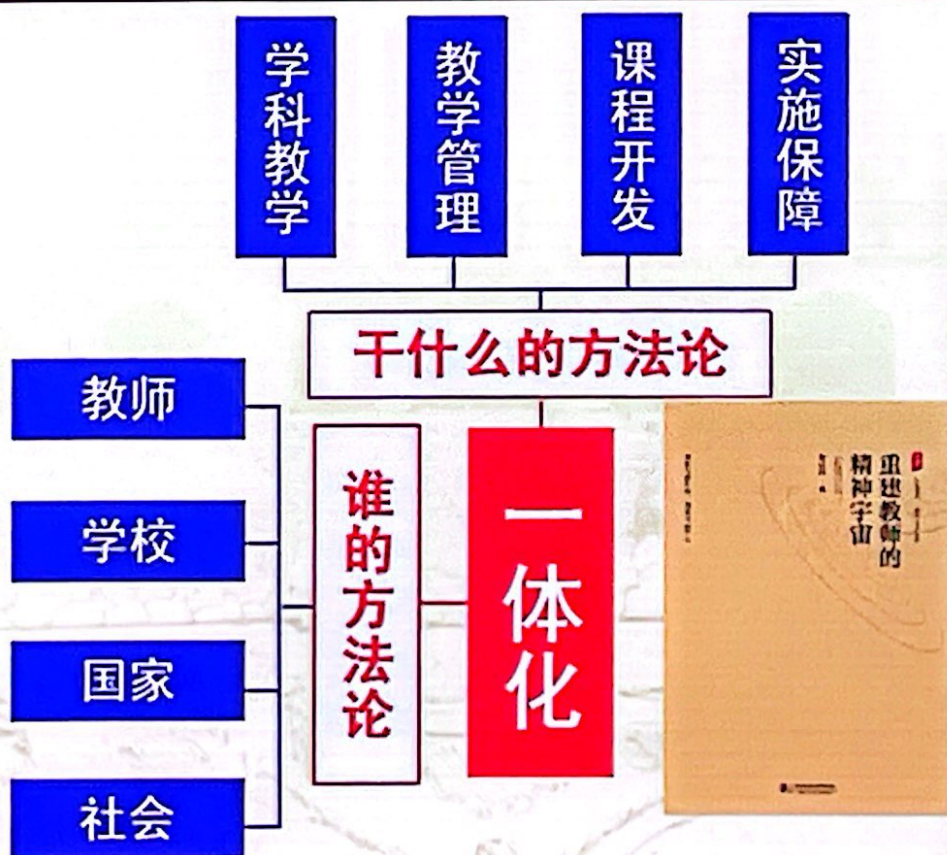 学科教学
教学管理
课程开发
实施保障
干什么的方法论
教师
学校
国家
社会
谁的方法论
一体化
重建教师的
精神宇宙